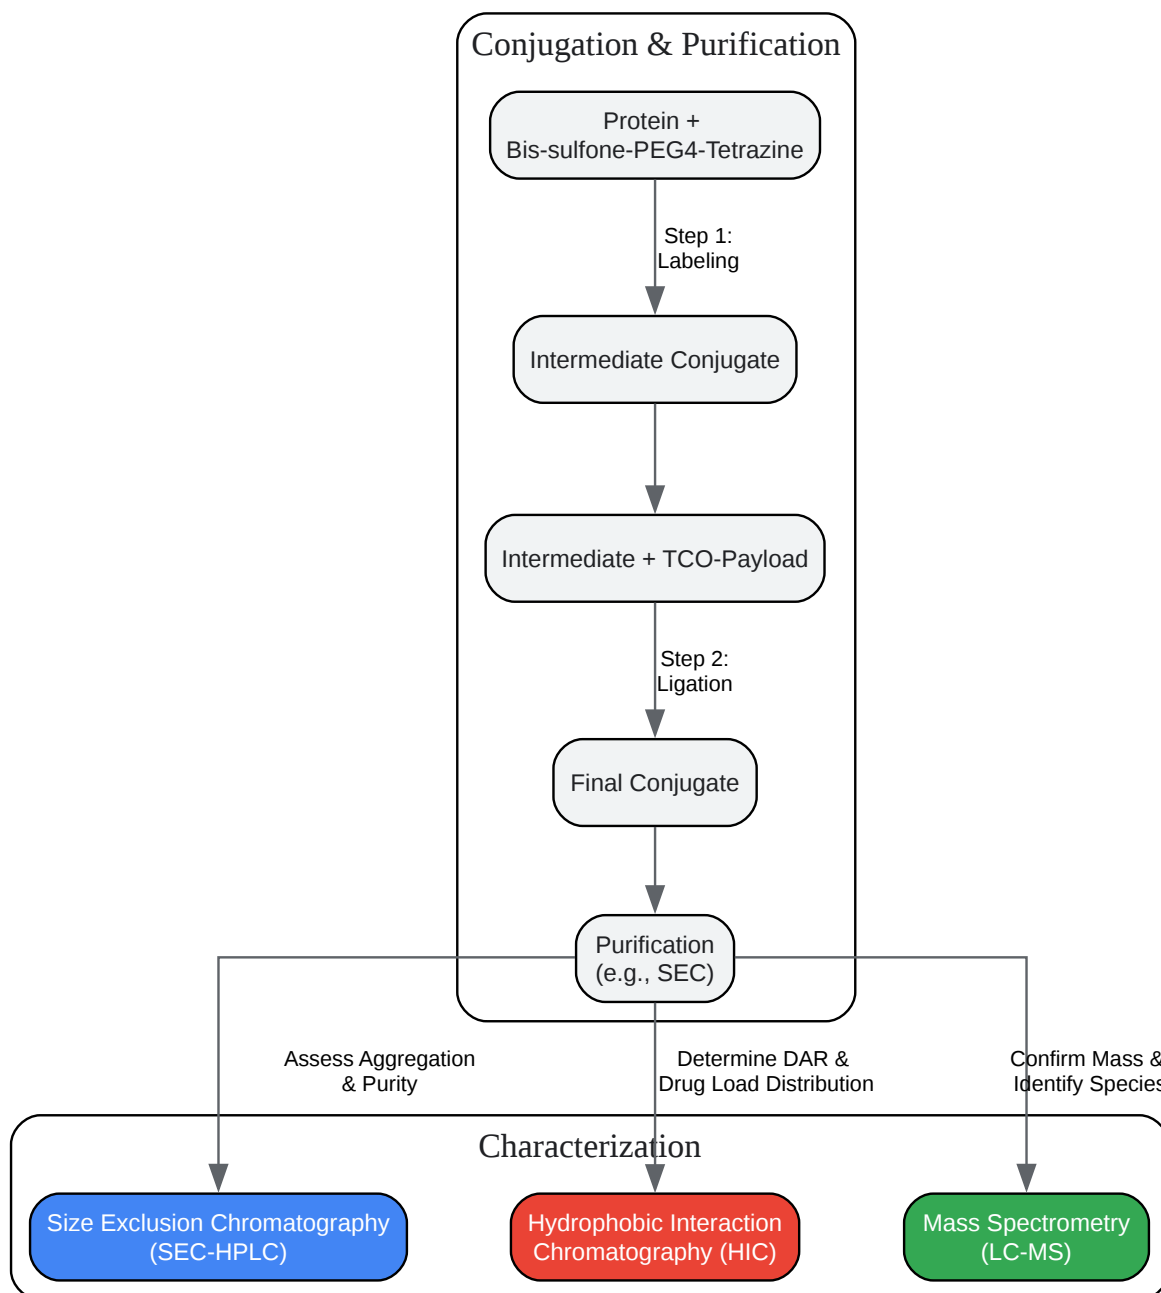 Conjugation & Purification
Protein +
Bis-sulfone-PEG4-Tetrazine
Step 1:
Labeling
Intermediate Conjugate
Intermediate + TCO-Payload
Step 2:
Ligation
Final Conjugate
Purification
(e.g., SEC)
Assess Aggregation
& Purity
Determine DAR &
Drug Load Distribution
Confirm Mass &
Identify Species
Characterization
Size Exclusion Chromatography
(SEC-HPLC)
Hydrophobic Interaction
Chromatography (HIC)
Mass Spectrometry
(LC-MS)